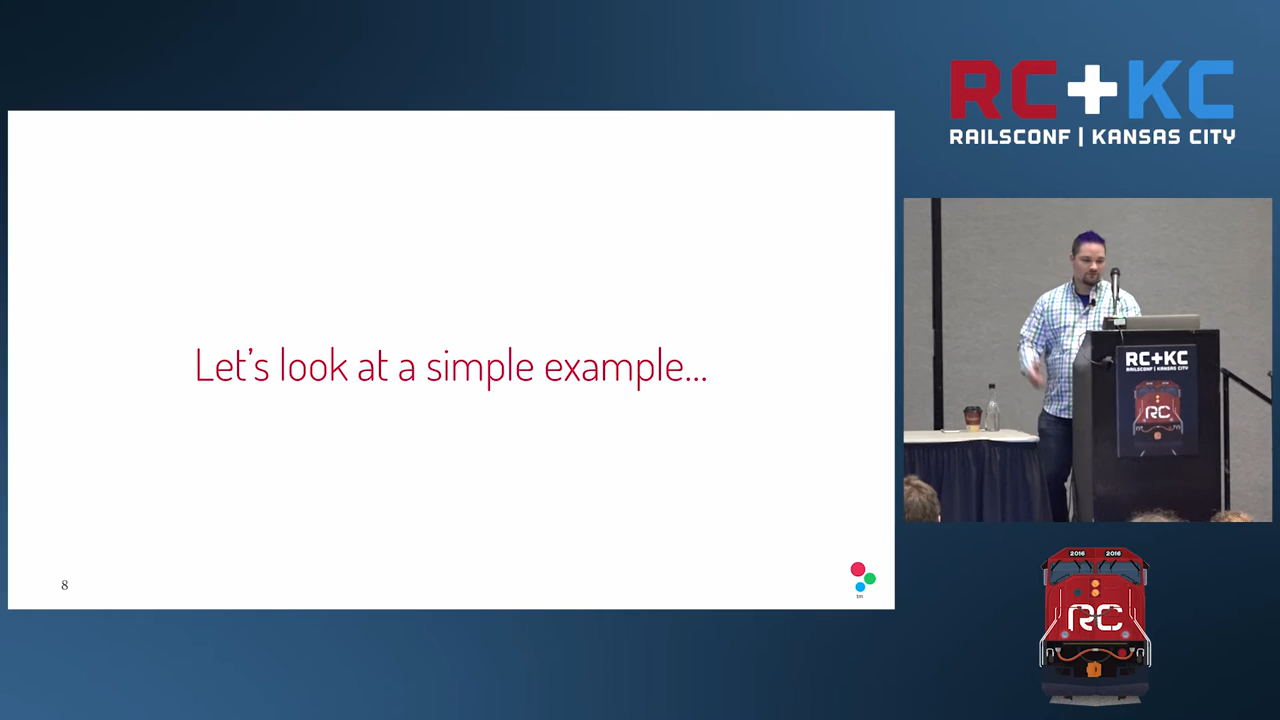 RC+KC
RAILSCONF | KANSAS CITY
Let's look at a simple example...
8
RC+KC
RAILSCONF | KANSAS CITY
RC
2016 2016
RC